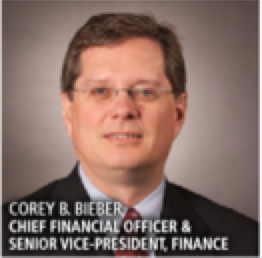 COREY B. BIEBER,
CHIEF FINANCIAL OFFICER &
SENIOR VICE-PRESIDENT, FINANCE